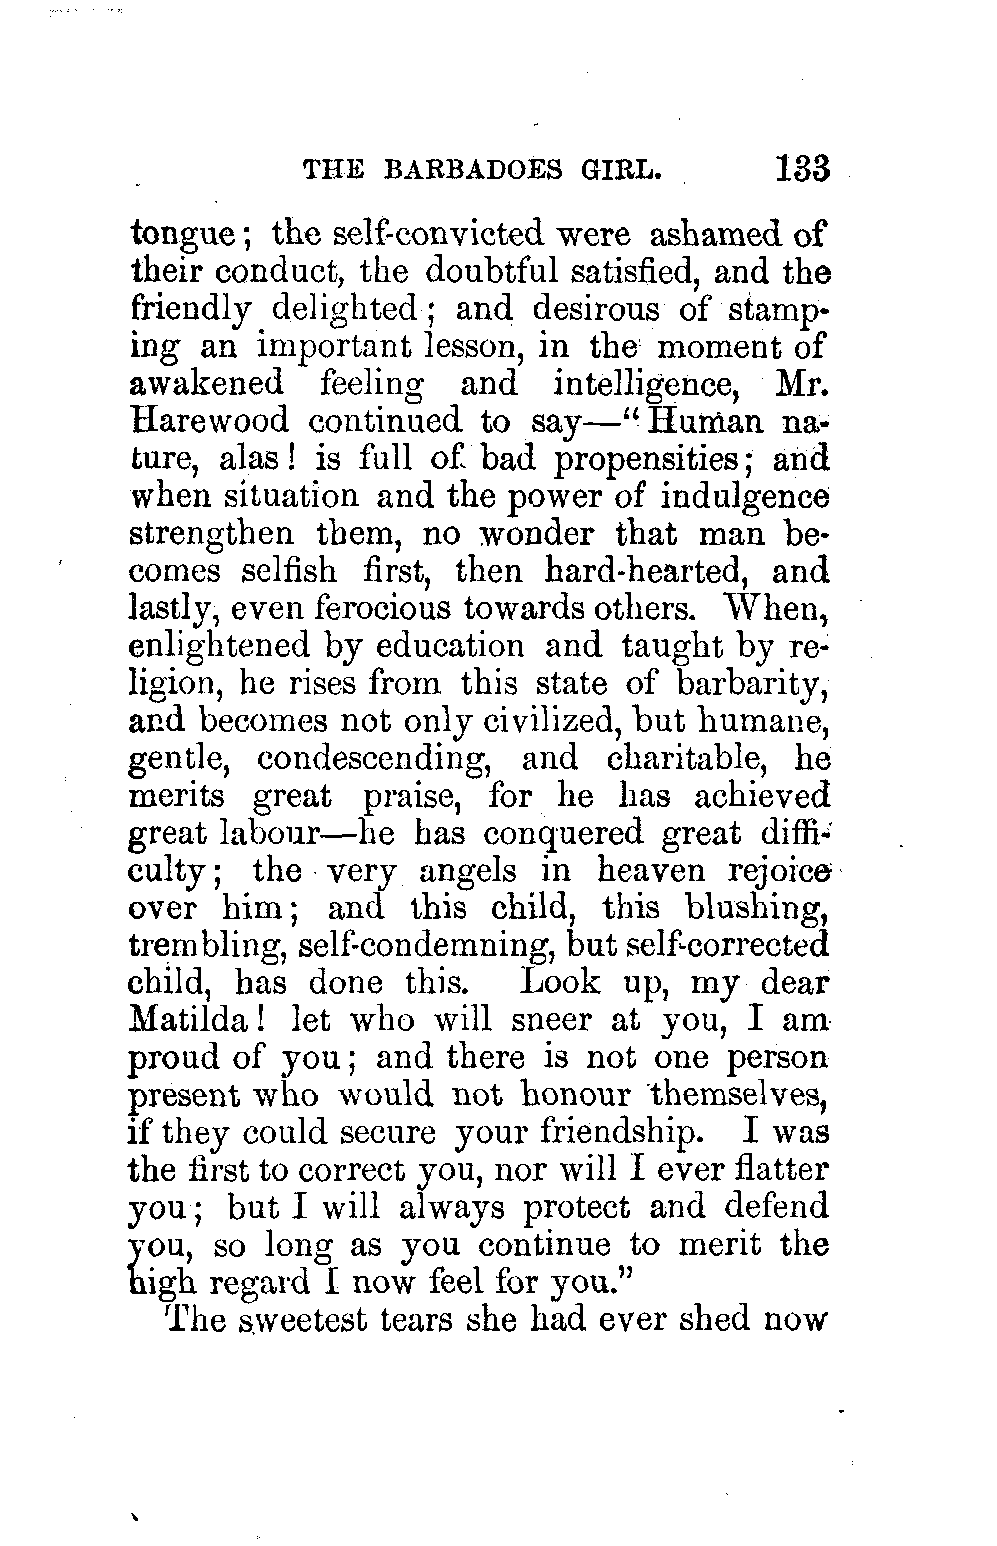 THE BARBADOES GIRL. 133
tongue; the self-convicted were ashamed of
their conduct, the doubtful satisfied, and the
friendly delighted; and desirous of stamp-
ing an important lesson, in the moment of
awakened feeling and intelligence, Mr.
Harewood continued to say—"Human na-
ture, alas! is full of bad propensities; and
when situation and the power of indulgence
strengthen them, no wonder that man be-
comes selfish first, then hard-hearted, and
lastly, even ferocious towards others. When,
enlightened by education and taught by re-
ligion, he rises from this state of barbarity,
and becomes not only civilized, but humane,
gentle, condescending, and charitable, he
merits great praise, for he has achieved
great labour—he has conquered great diffi-
culty; the very angels in heaven rejoice
over him; and this child, this blushing,
trembling, self-condemning, but self-corrected
child, has done this. Look up, my dear
Matilda! let who will sneer at you, I am
proud of you; and there is not one person
present who would not honour themselves,
if they could secure your friendship. I was
the first to correct you, nor will I ever flatter
you; but I will always protect and defend
you, so long as you continue to merit the
high regard I now feel for you."
The sweetest tears she had ever shed now